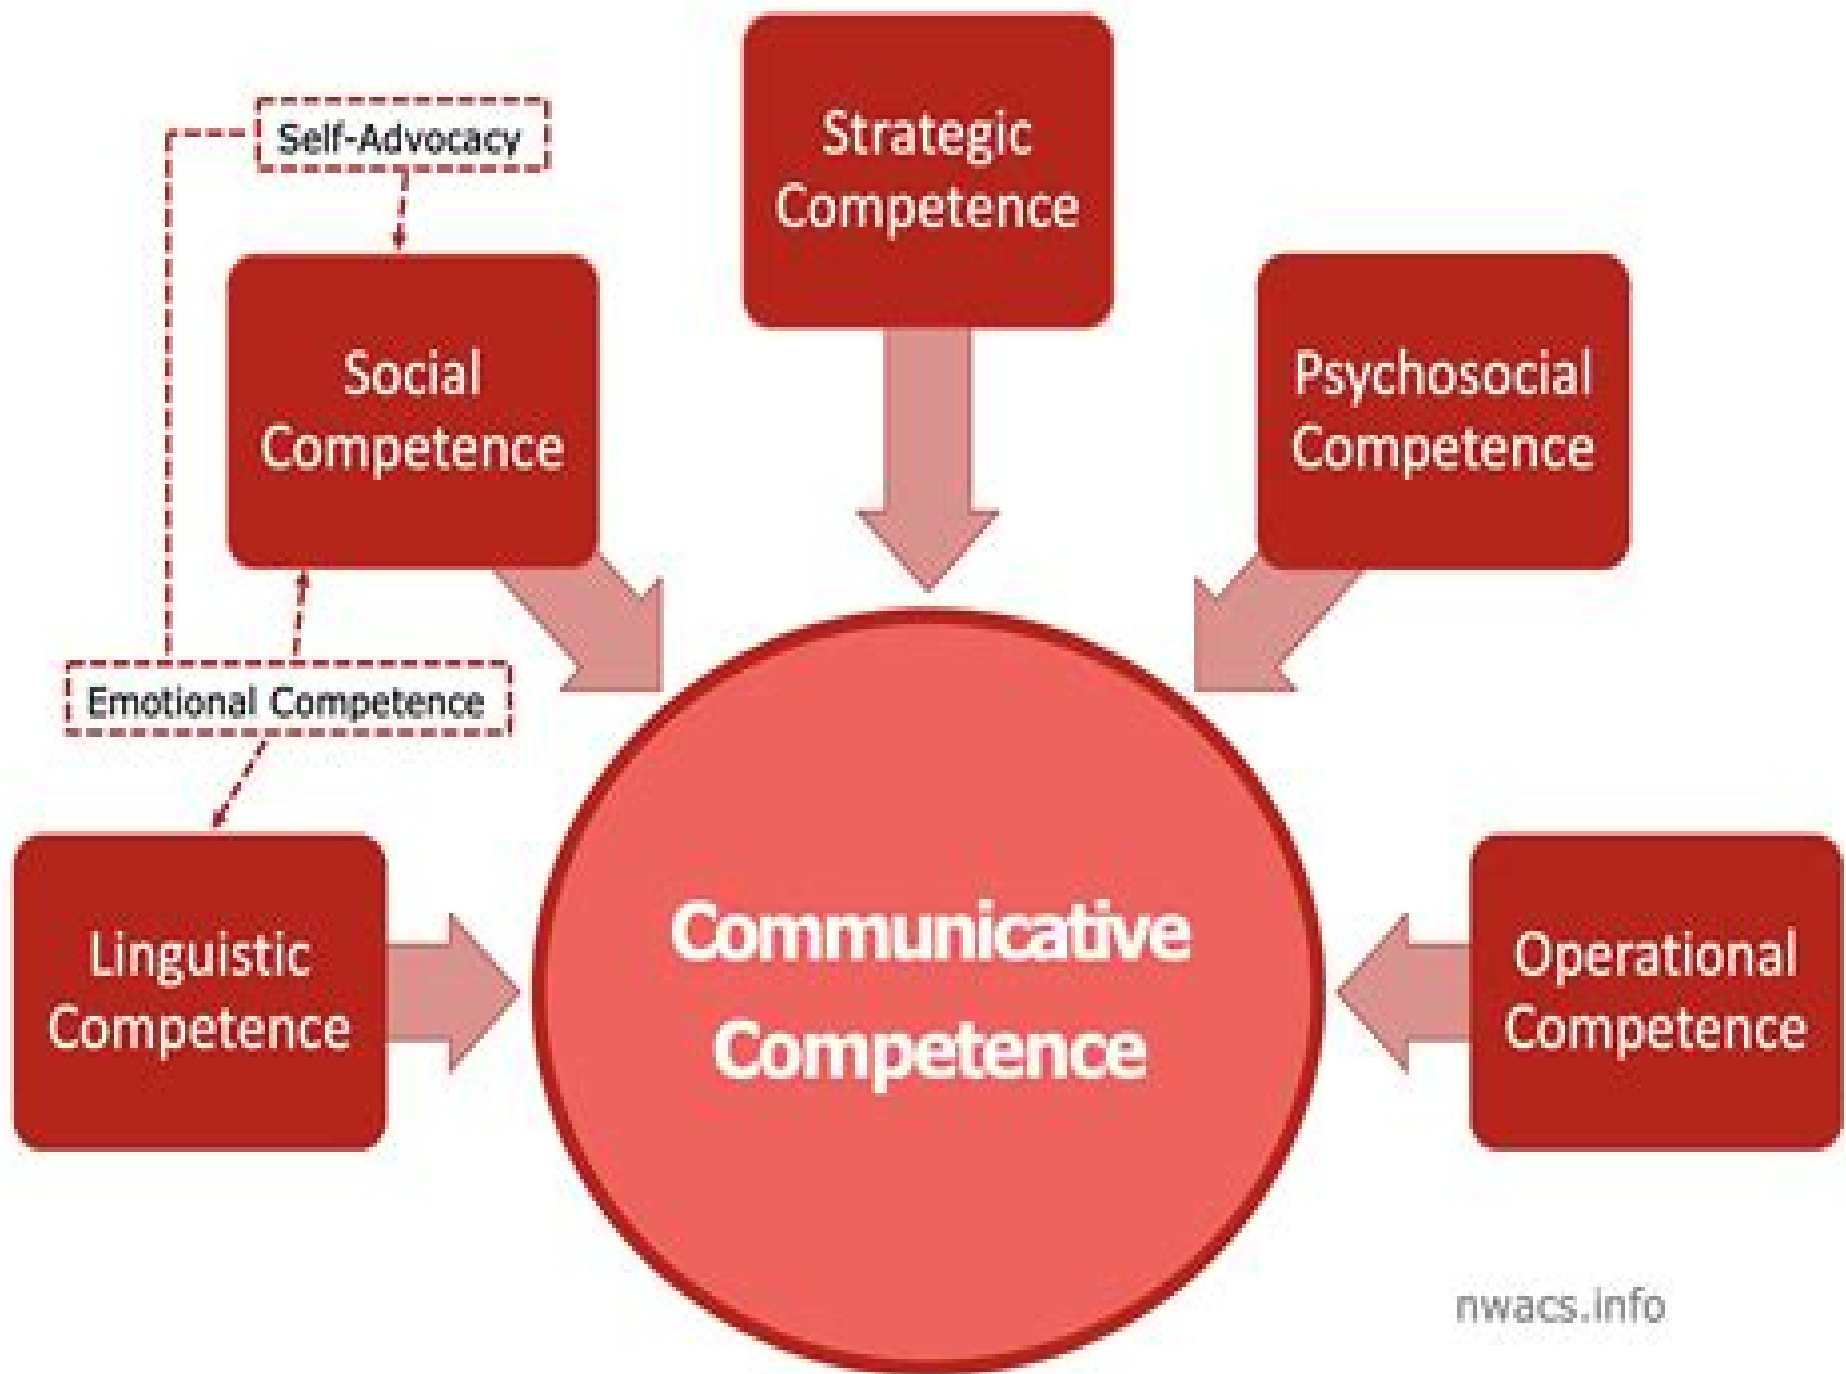 Strategic
Competence
Self-Advocacy
Social
Competence
Psychosocial
Competence
Emotional Competence
Linguistic
Competence
Communicative
Competence
Operational
Competence
nwacs.info